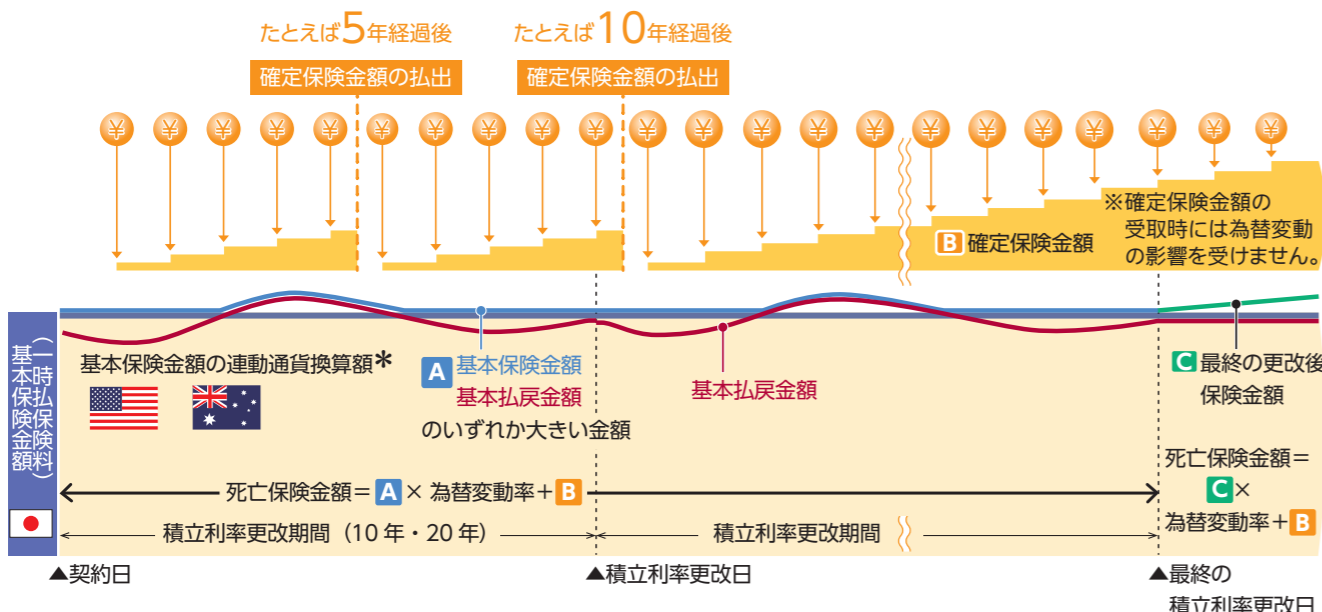 たとえば5年経過後
確定保険金額の払出
たとえば10年経過後
確定保険金額の払出
¥ ¥ ¥ ¥ ¥ ¥ ¥ ¥ ¥ ¥ ¥ ¥ ¥ ¥ ¥ ¥ ¥ ¥ ¥ ¥ ¥ ¥
B 確定保険金額
※確定保険金額の
受取時には為替変動
の影響を受けません。
基本保険金額
(一時払保険料)
基本保険金額の連動通貨換算額*
A 基本保険金額
基本払戻金額
のいずれか大きい金額
基本払戻金額
C 最終の更改後
保険金額
死亡保険金額=A×為替変動率+B
死亡保険金額=
C×
為替変動率+B
積立利率更改期間(10年・20年)
積立利率更改期間
▲契約日
▲積立利率更改日
▲最終の
積立利率更改日